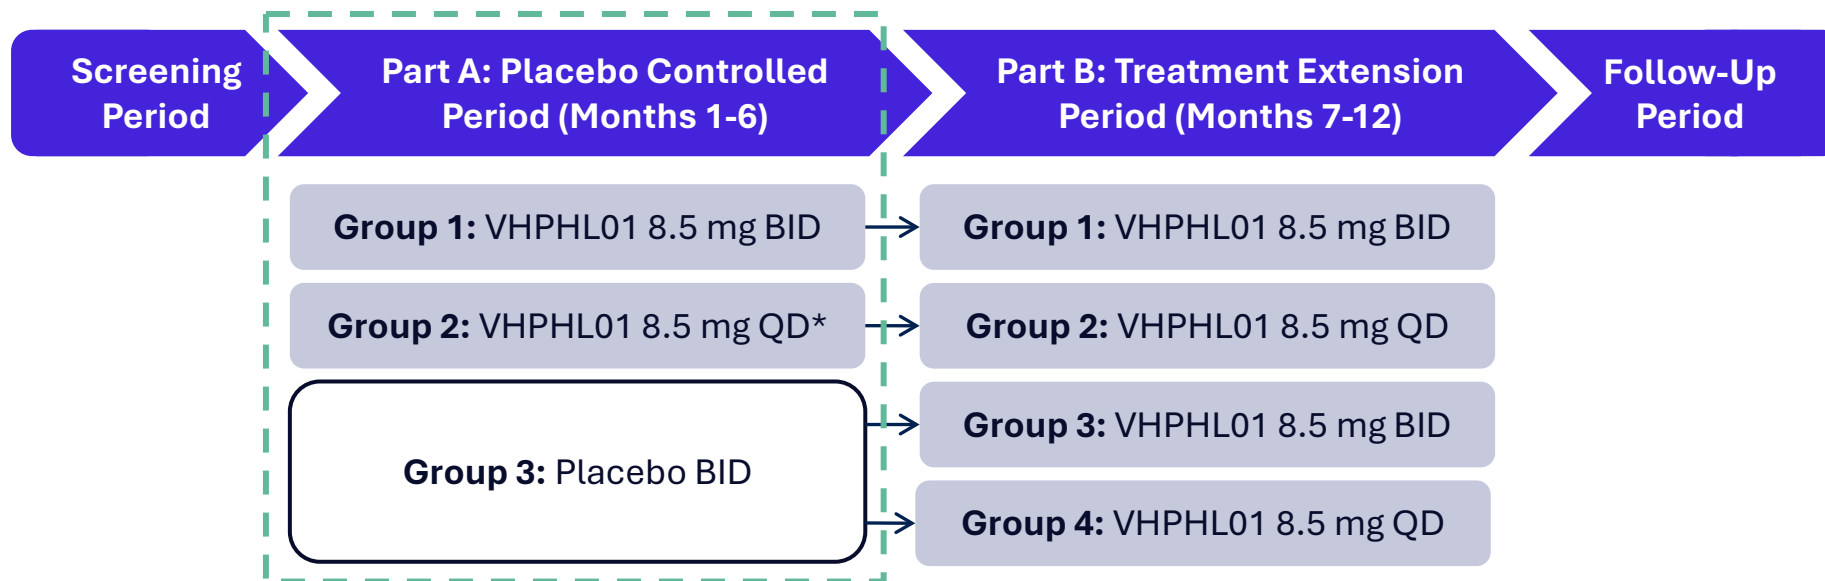 Screening
Period
Part A: Placebo Controlled
Period (Months 1-6)
Part B: Treatment Extension
Period (Months 7-12)
Follow-Up
Period
Group 1: VHPHL01 8.5 mg BID
Group 1: VHPHL01 8.5 mg BID
Group 2: VHPHL01 8.5 mg QD*
Group 2: VHPHL01 8.5 mg QD
Group 3: Placebo BID
Group 3: VHPHL01 8.5 mg BID
Group 4: VHPHL01 8.5 mg QD